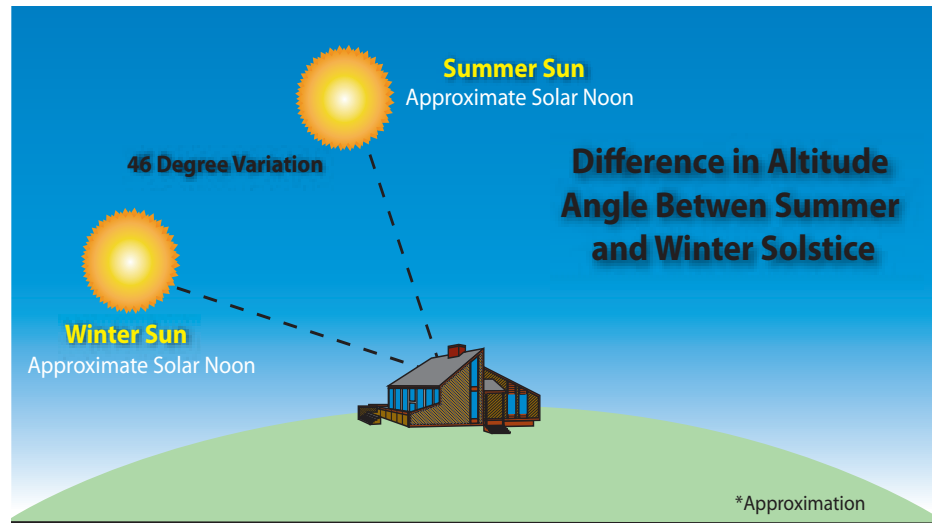 Summer Sun
Approximate Solar Noon
46 Degree Variation
Difference in Altitude
Angle Betwen Summer
and Winter Solstice
Winter Sun
Approximate Solar Noon
*Approximation